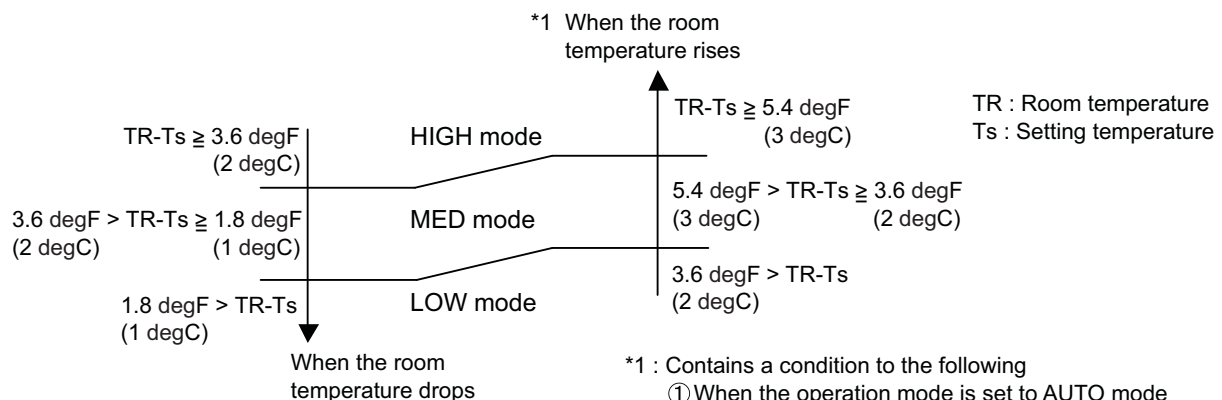 *1 When the room
temperature rises
TR-Ts ≧ 3.6 degF
(2 degC)
HIGH mode
TR-Ts ≧ 5.4 degF
(3 degC)
TR : Room temperature
Ts : Setting temperature
3.6 degF > TR-Ts ≧ 1.8 degF
(2 degC) (1 degC)
MED mode
5.4 degF > TR-Ts ≧ 3.6 degF
(3 degC) (2 degC)
1.8 degF > TR-Ts
(1 degC)
LOW mode
3.6 degF > TR-Ts
(2 degC)
When the room
temperature drops
*1 : Contains a condition to the following
①When the operation mode is set to AUTO mode